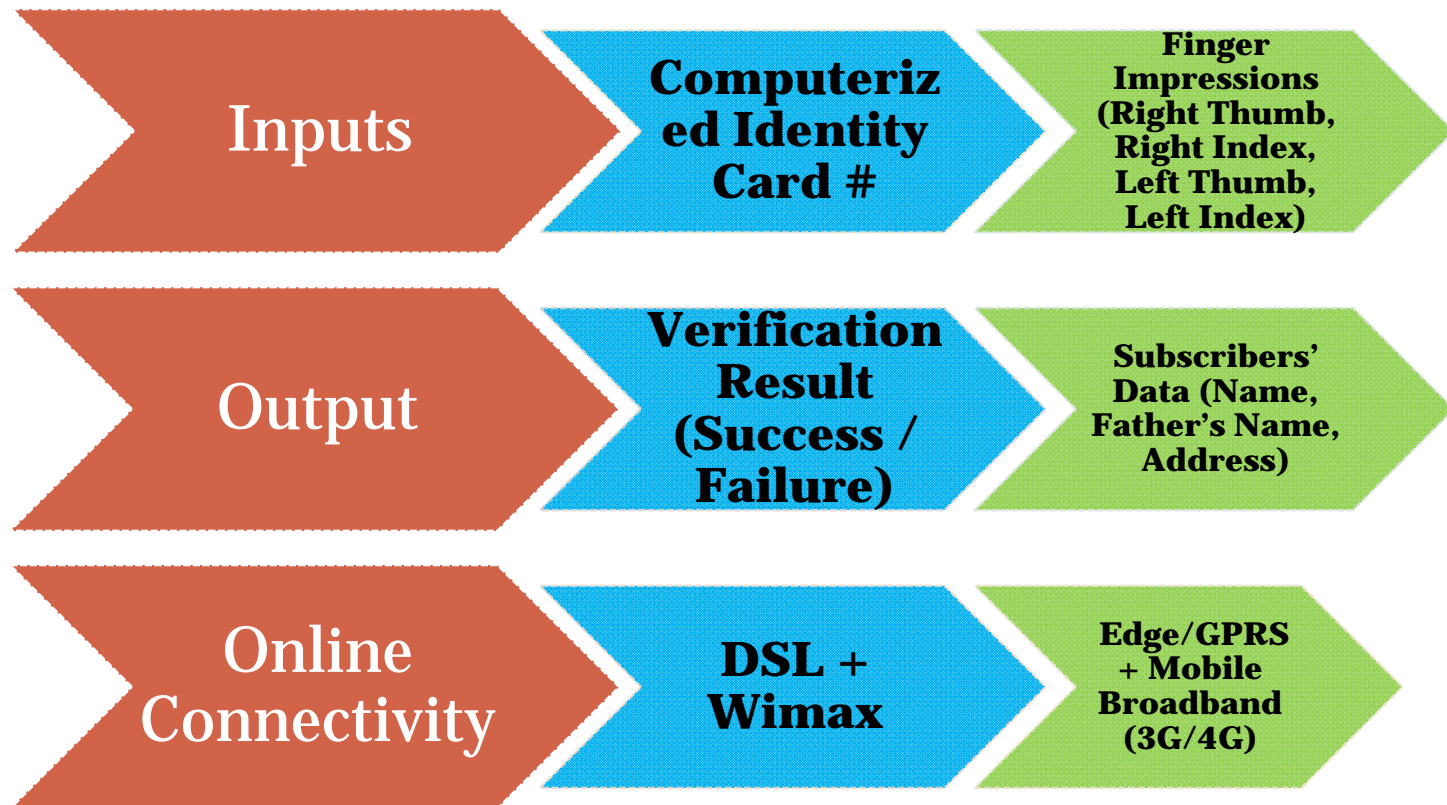 Inputs
Computeriz
ed Identity
Card #
Finger
Impressions
(Right Thumb,
Right Index,
Left Thumb,
Left Index)
Output
Verification
Result
(Success /
Failure)
Subscribers’
Data (Name,
Father’s Name,
Address)
Online
Connectivity
DSL +
Wimax
Edge/GPRS
+ Mobile
Broadband
(3G/4G)